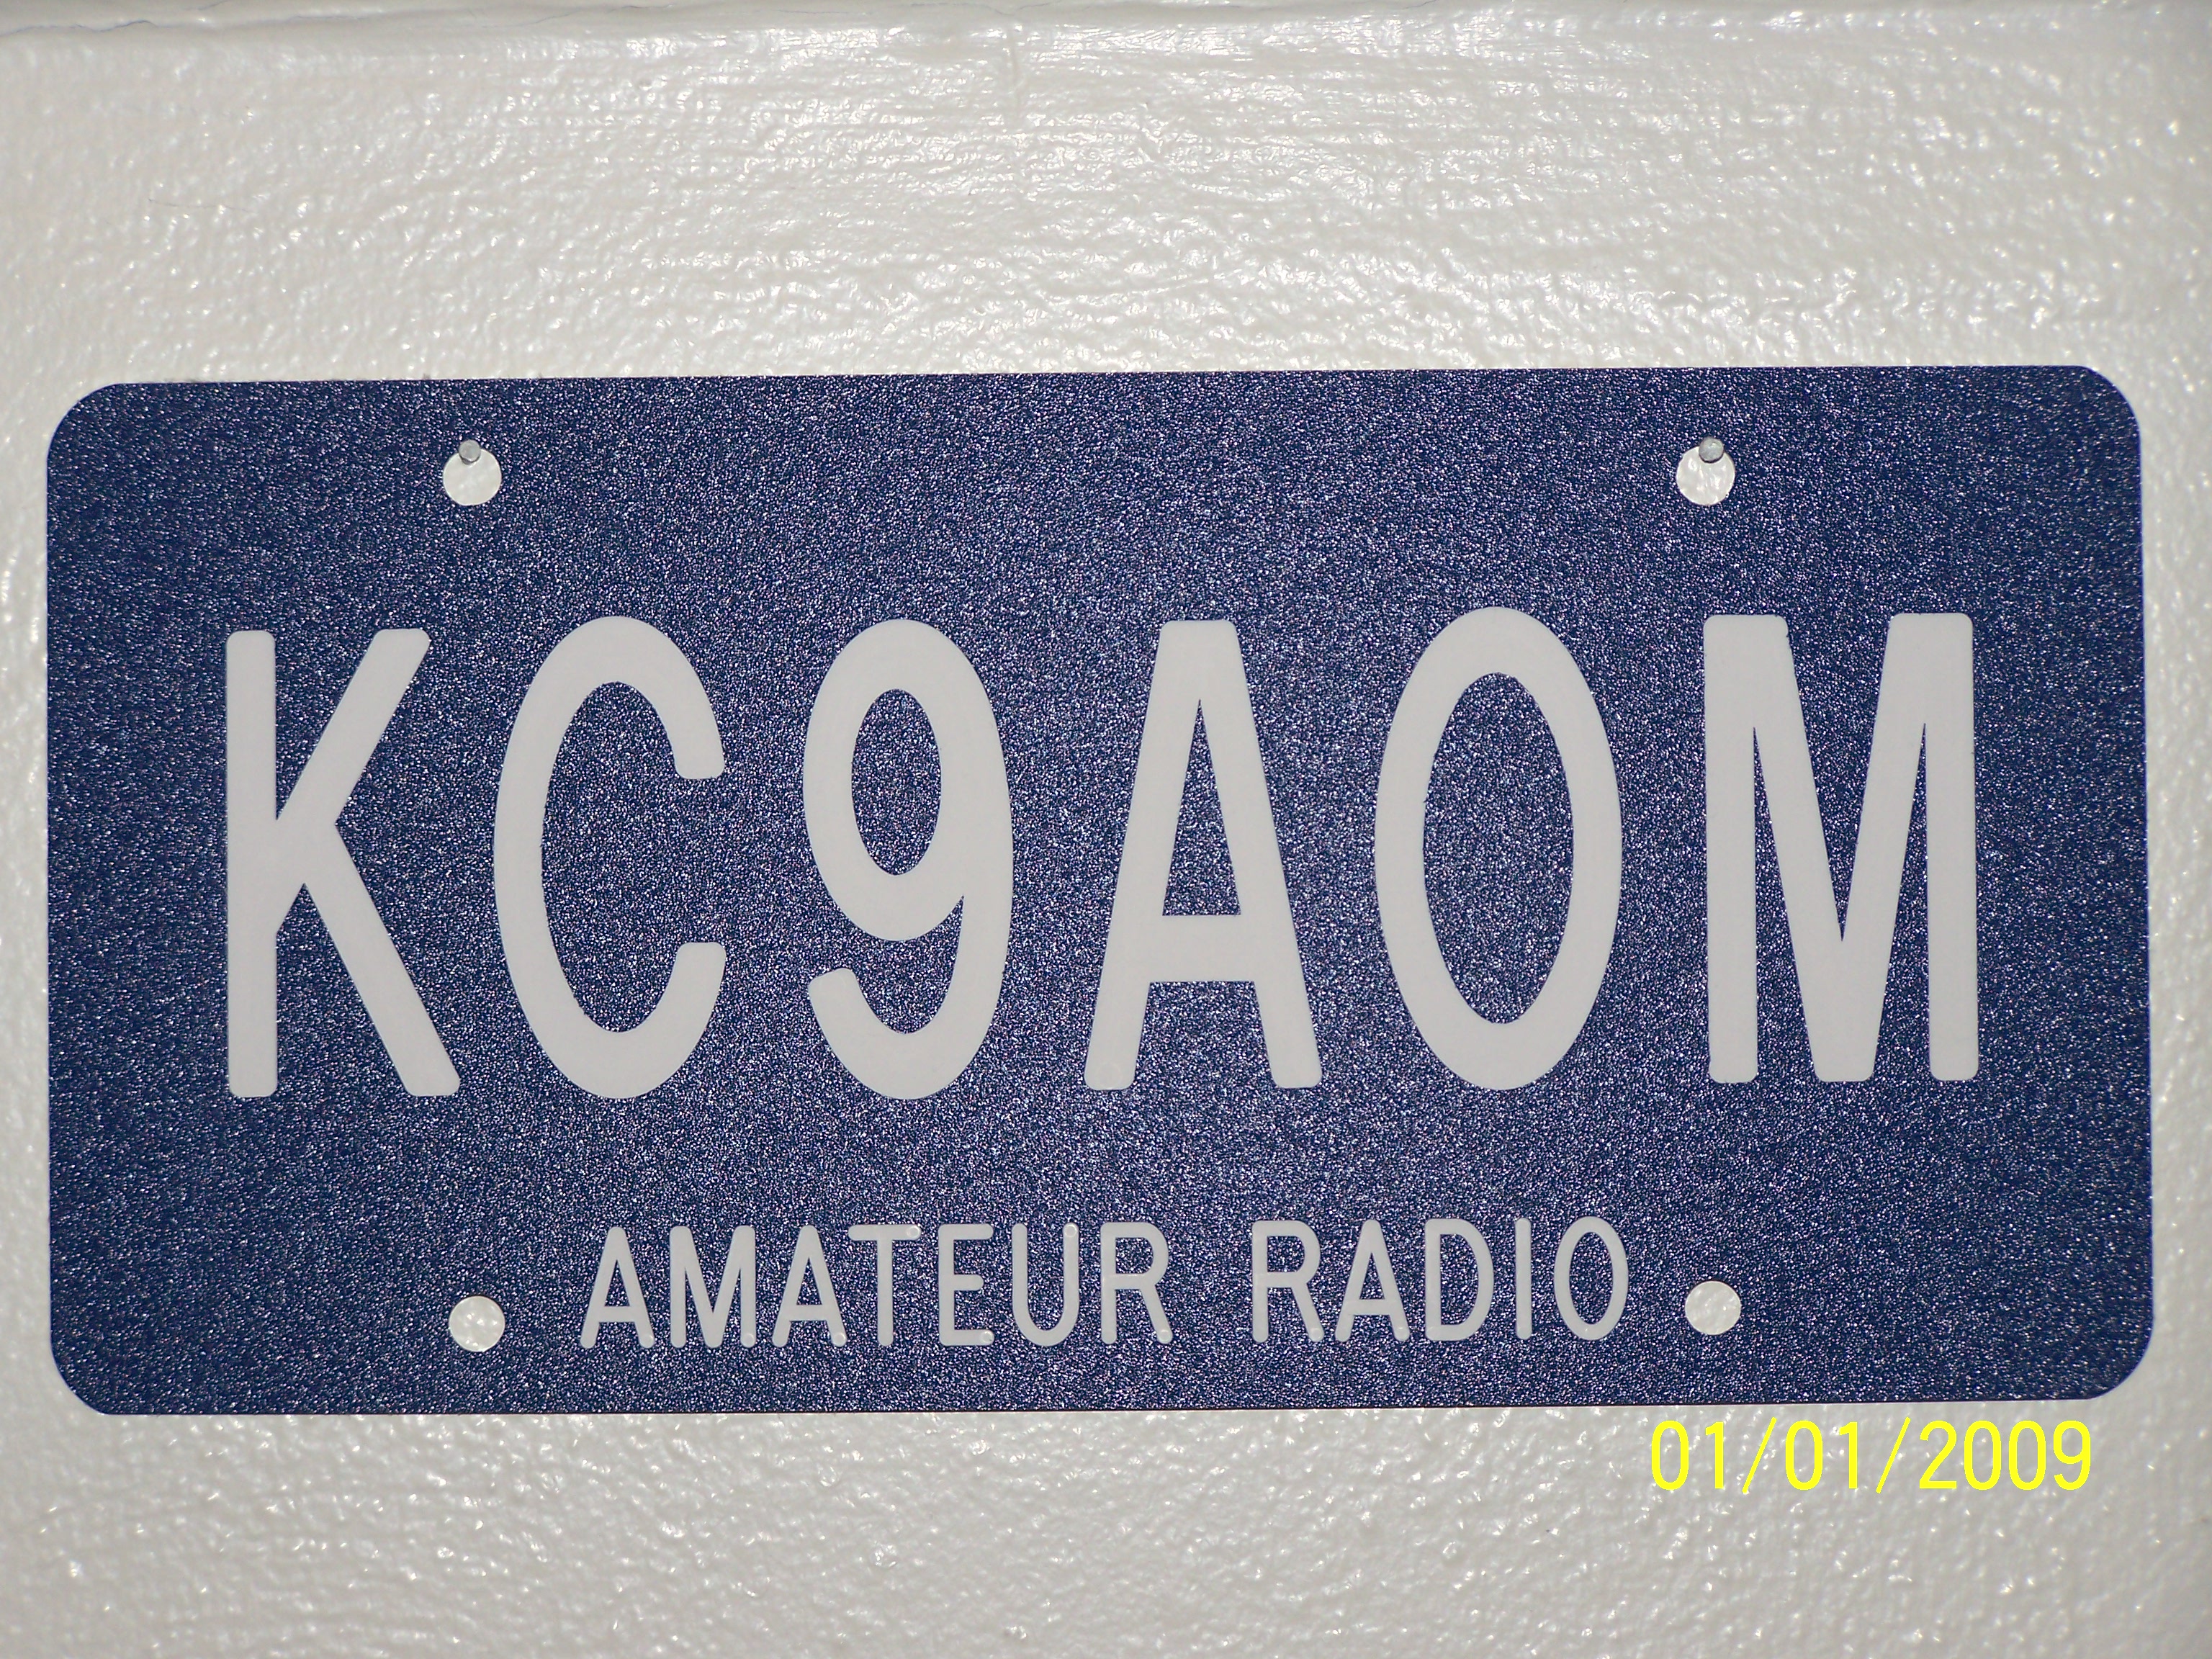 KC9AOM
AMATEUR RADIO
01/01/2009